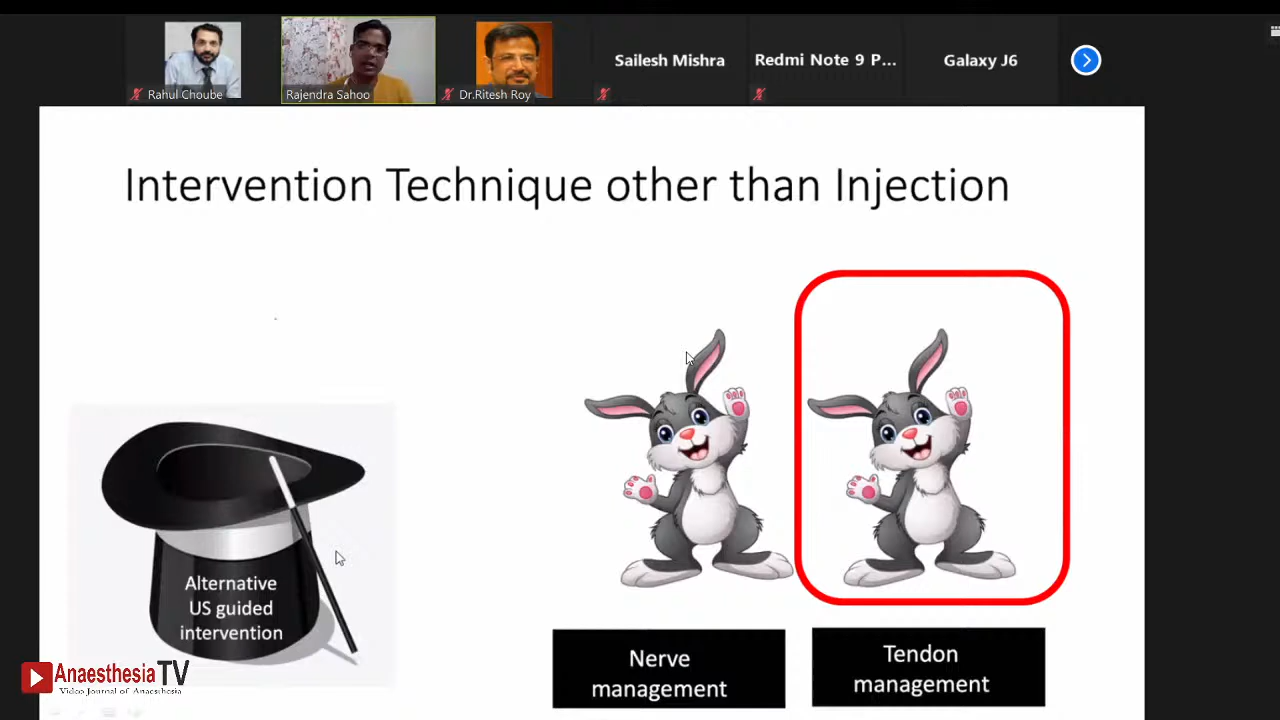 Rahul Choube
Rajendra Sahoo
Dr.Ritesh Roy
Sailesh Mishra
Redmi Note 9 P...
Galaxy J6
Intervention Technique other than Injection
Alternative
US guided
intervention
Nerve
management
Tendon
management
AnaesthesiaTV
Video Journal of Anaesthesia